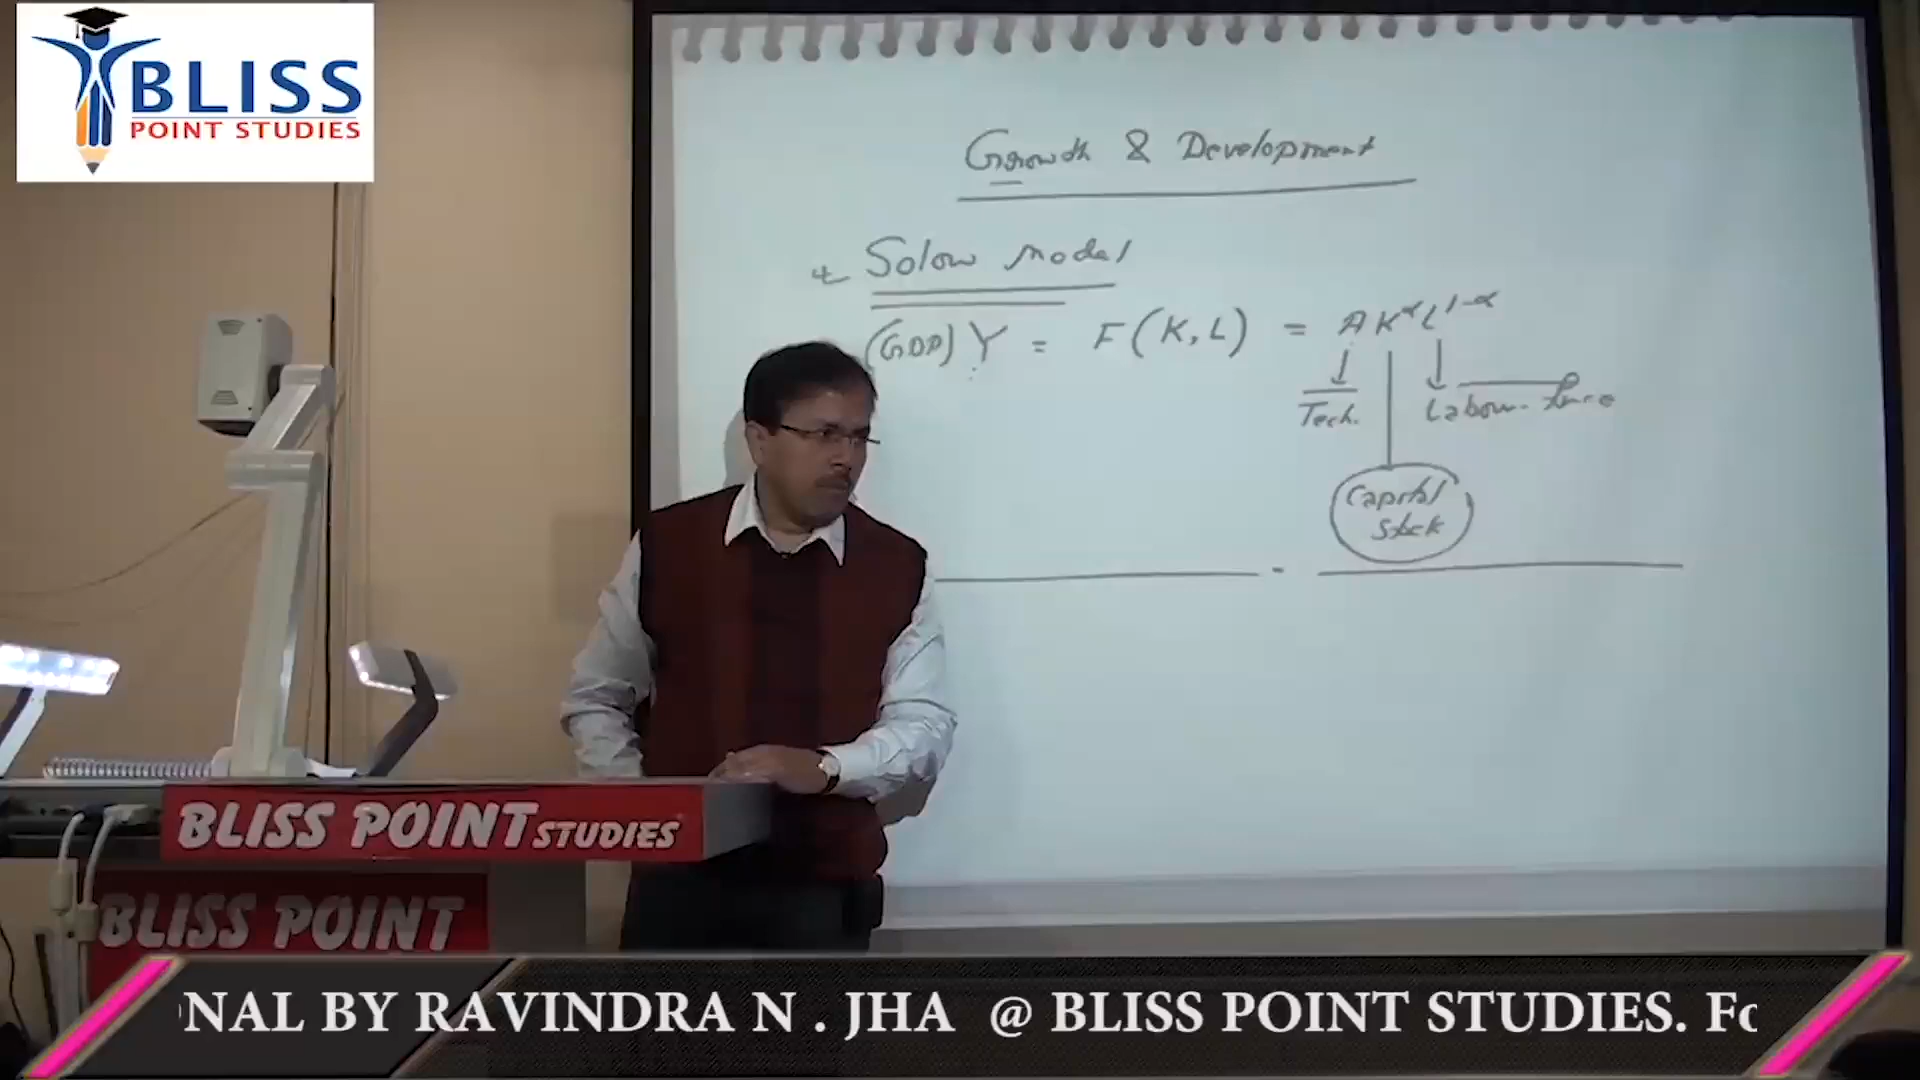 BLISS
POINT STUDIES
Growth & Development
Solow model
(GDP) Y = F(K, L) = AK^α L^1-α
Tech.
Labour force
Capital
Stock
BLISS POINT STUDIES
BLISS POINT
NAL BY RAVINDRA N . JHA @ BLISS POINT STUDIES. Fo